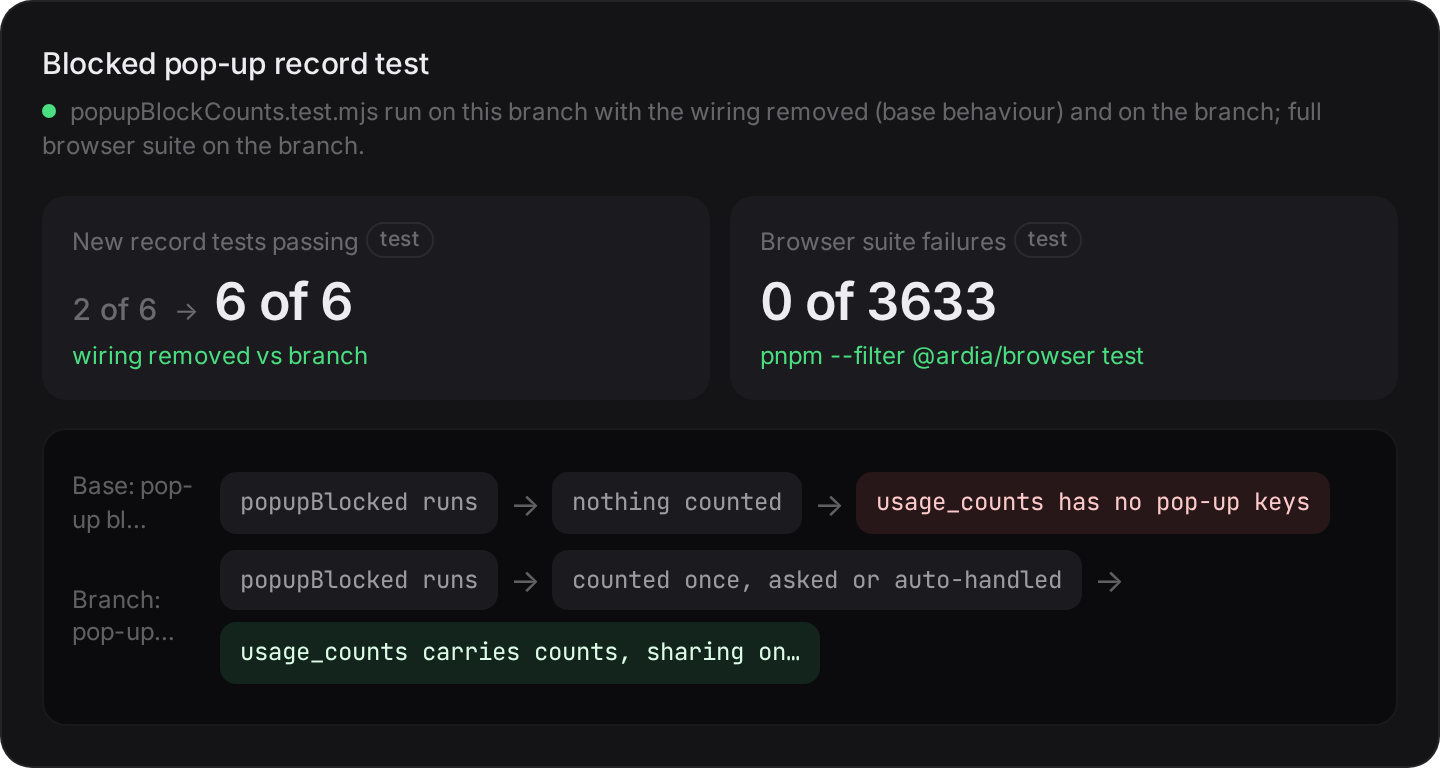 Blocked pop-up record test
popupBlockCounts.test.mjs run on this branch with the wiring removed (base behaviour) and on the branch; full
browser suite on the branch.
New record tests passing test
2 of 6 → 6 of 6
wiring removed vs branch
Browser suite failures test
0 of 3633
pnpm --filter @ardia/browser test
Base: pop-
up bl...
popupBlocked runs → nothing counted → usage_counts has no pop-up keys
Branch:
pop-up...
popupBlocked runs → counted once, asked or auto-handled →
usage_counts carries counts, sharing on…